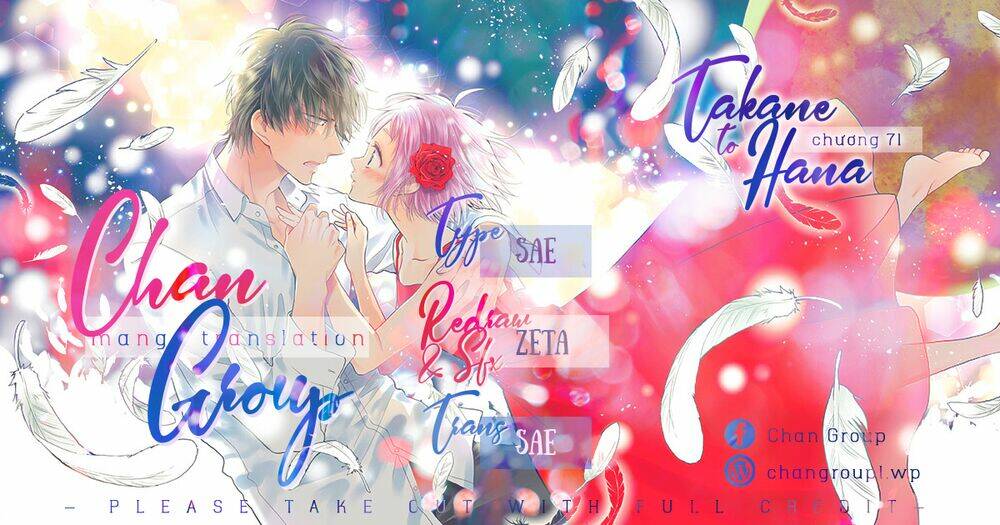 Takane
to
Hana
chương 71
Chan
manga translation
Group
Type
SAE
Redraw
& Sfx
ZETA
Trans
SAE
Chan Group
changroup1.wp
- PLEASE TAKE OUT WITH FULL CREDIT -